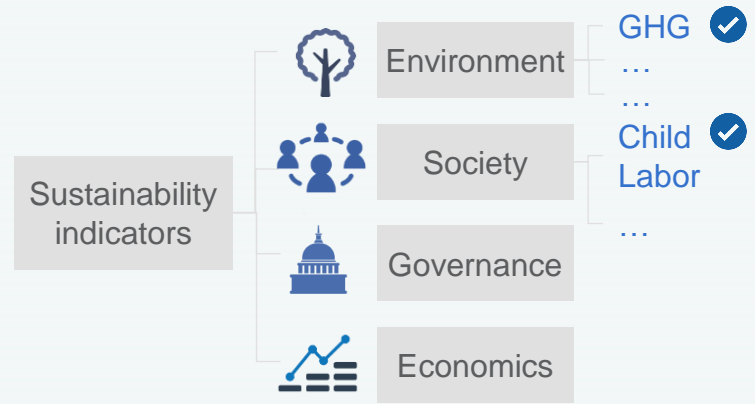 Sustainability
indicators
Environment
GHG
…
…
Society
Child
Labor
…
Governance
Economics